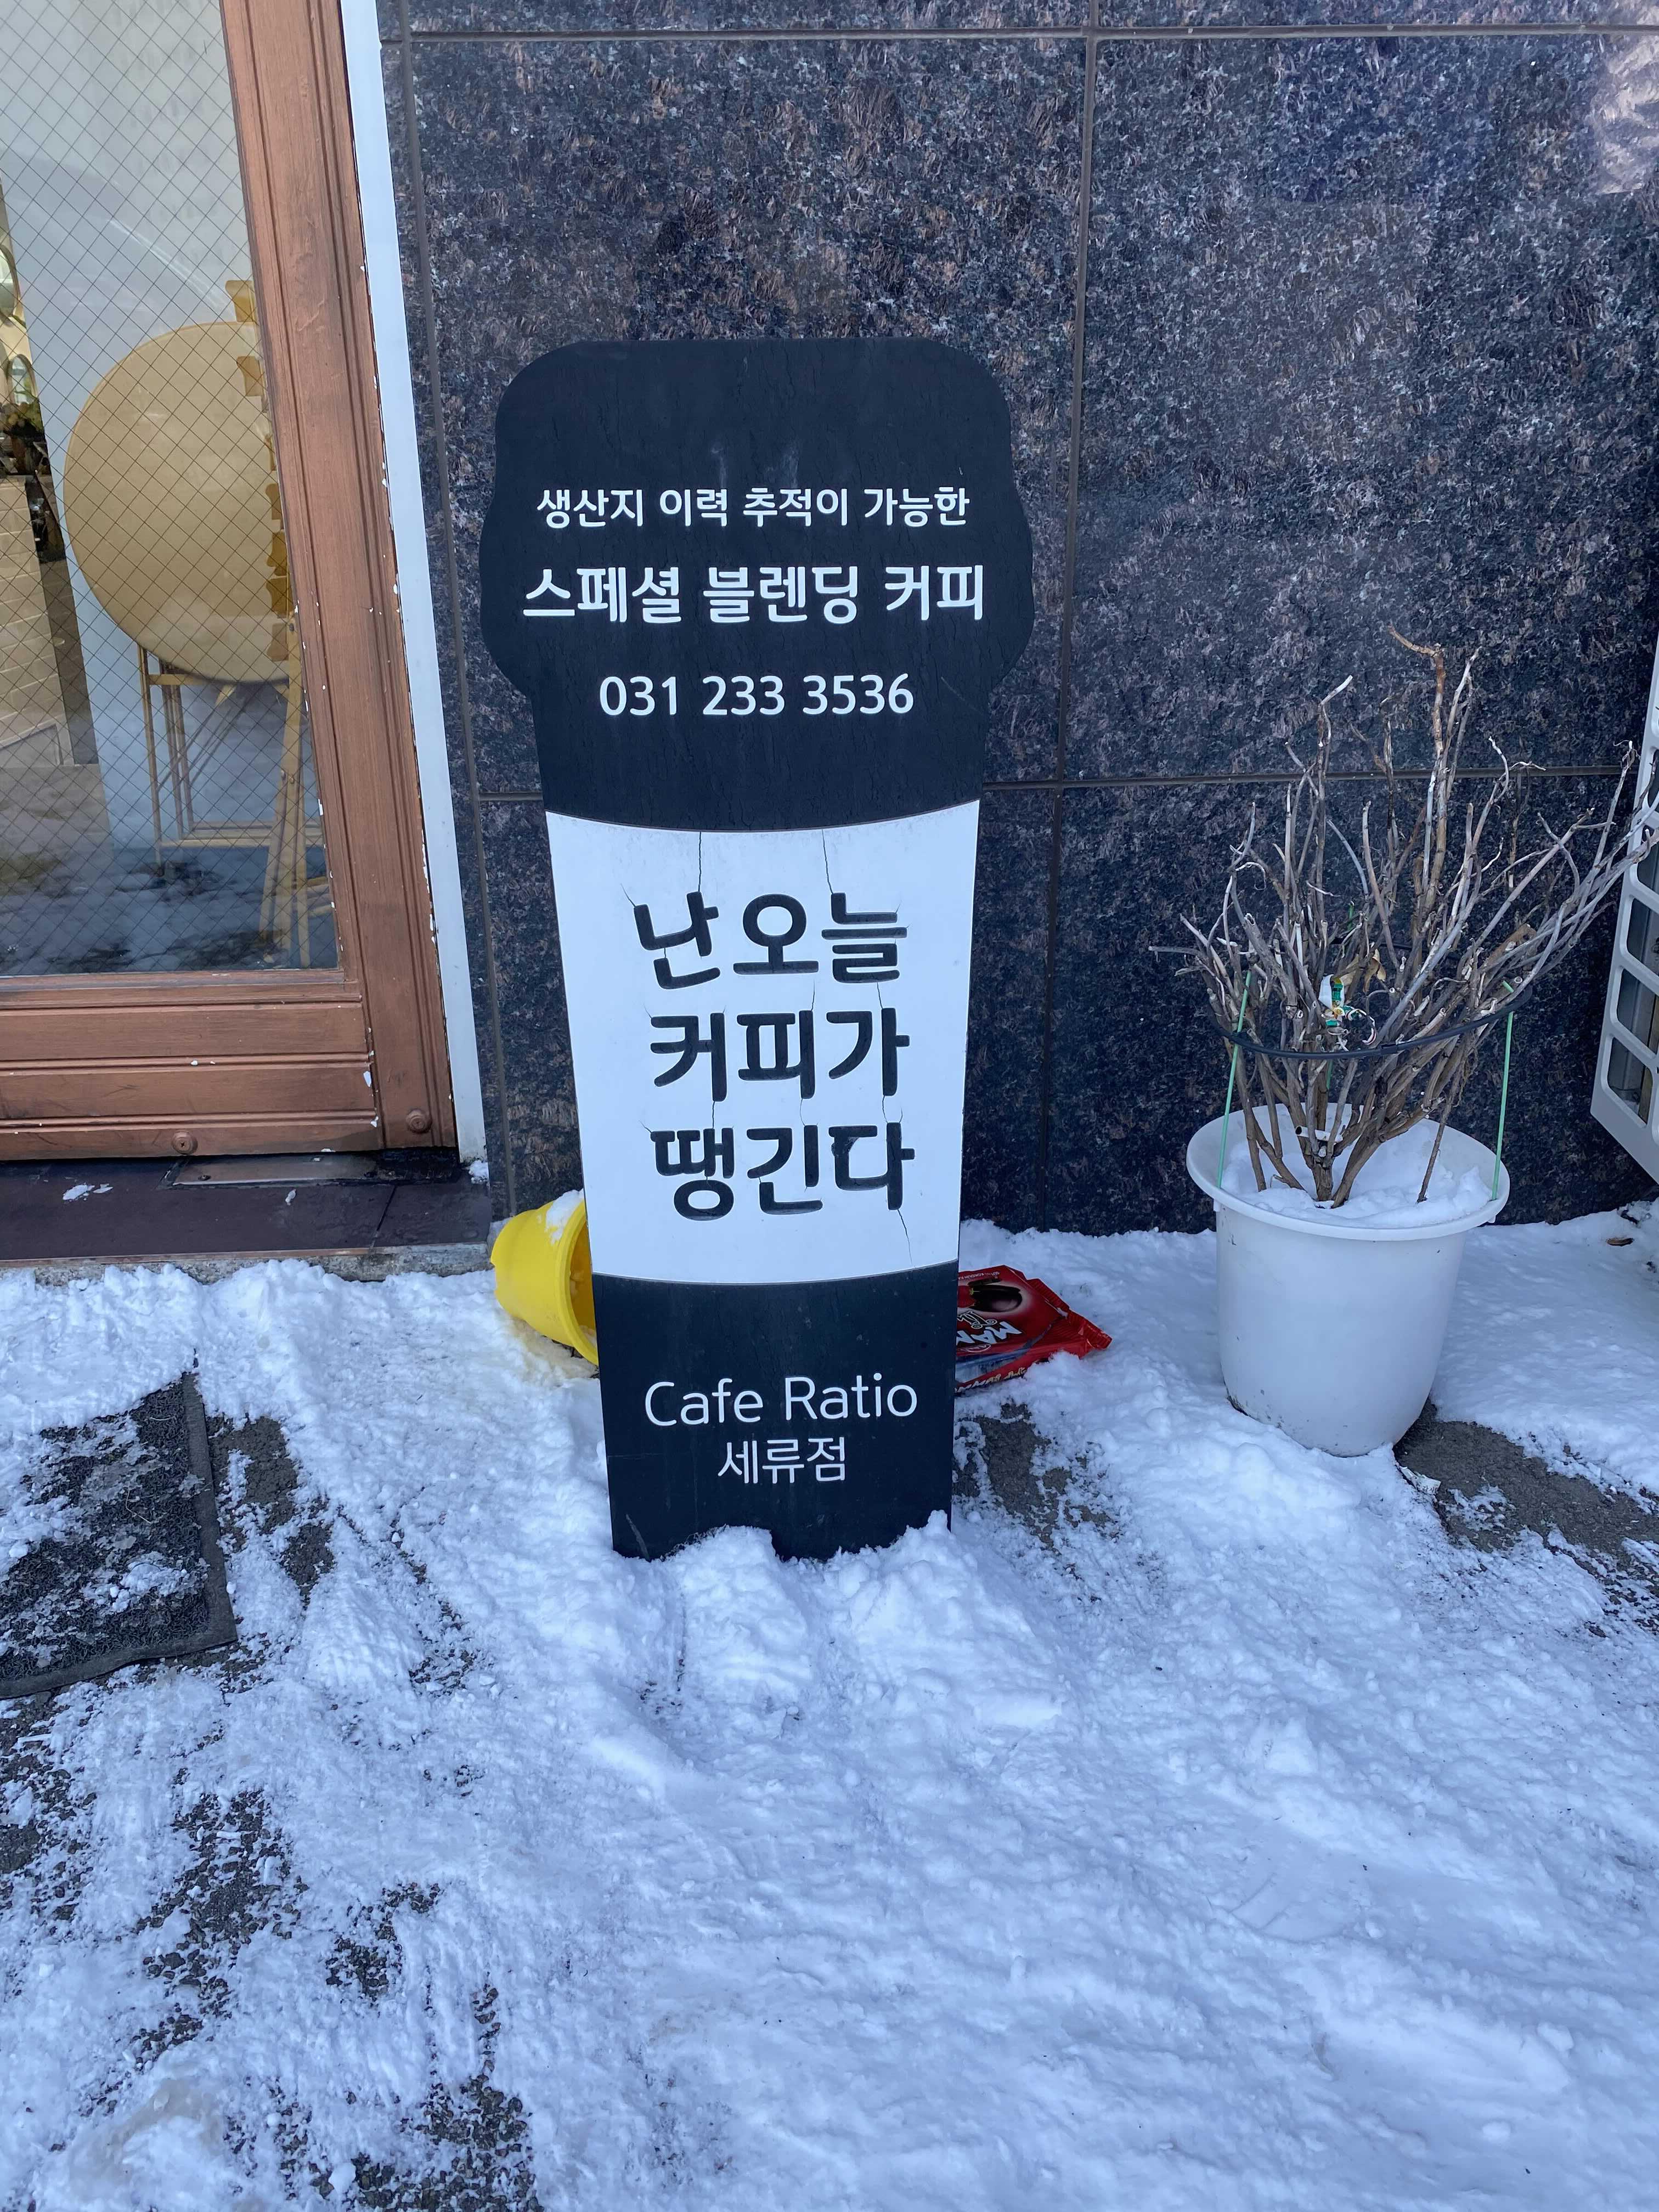 생산지 이력 추적이 가능한
스페셜 블렌딩 커피
031 233 3536
난오늘
커피가
땡긴다
Cafe Ratio
세류점